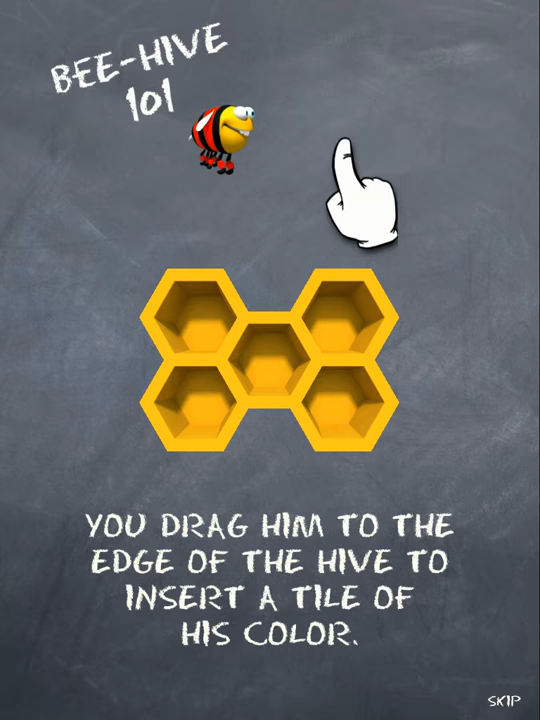 BEE-HIVE
101
YOU DRAG HIM TO THE
EDGE OF THE HIVE TO
INSERT A TILE OF
HIS COLOR.
SKIP